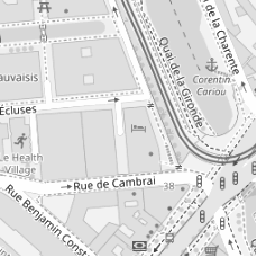 de la Charente
Quai de la Gironde
auvaisis
Corentin
Cariou
Écluses
Le Health
Village
Rue de Cambrai
38
Rue Benjamin Const